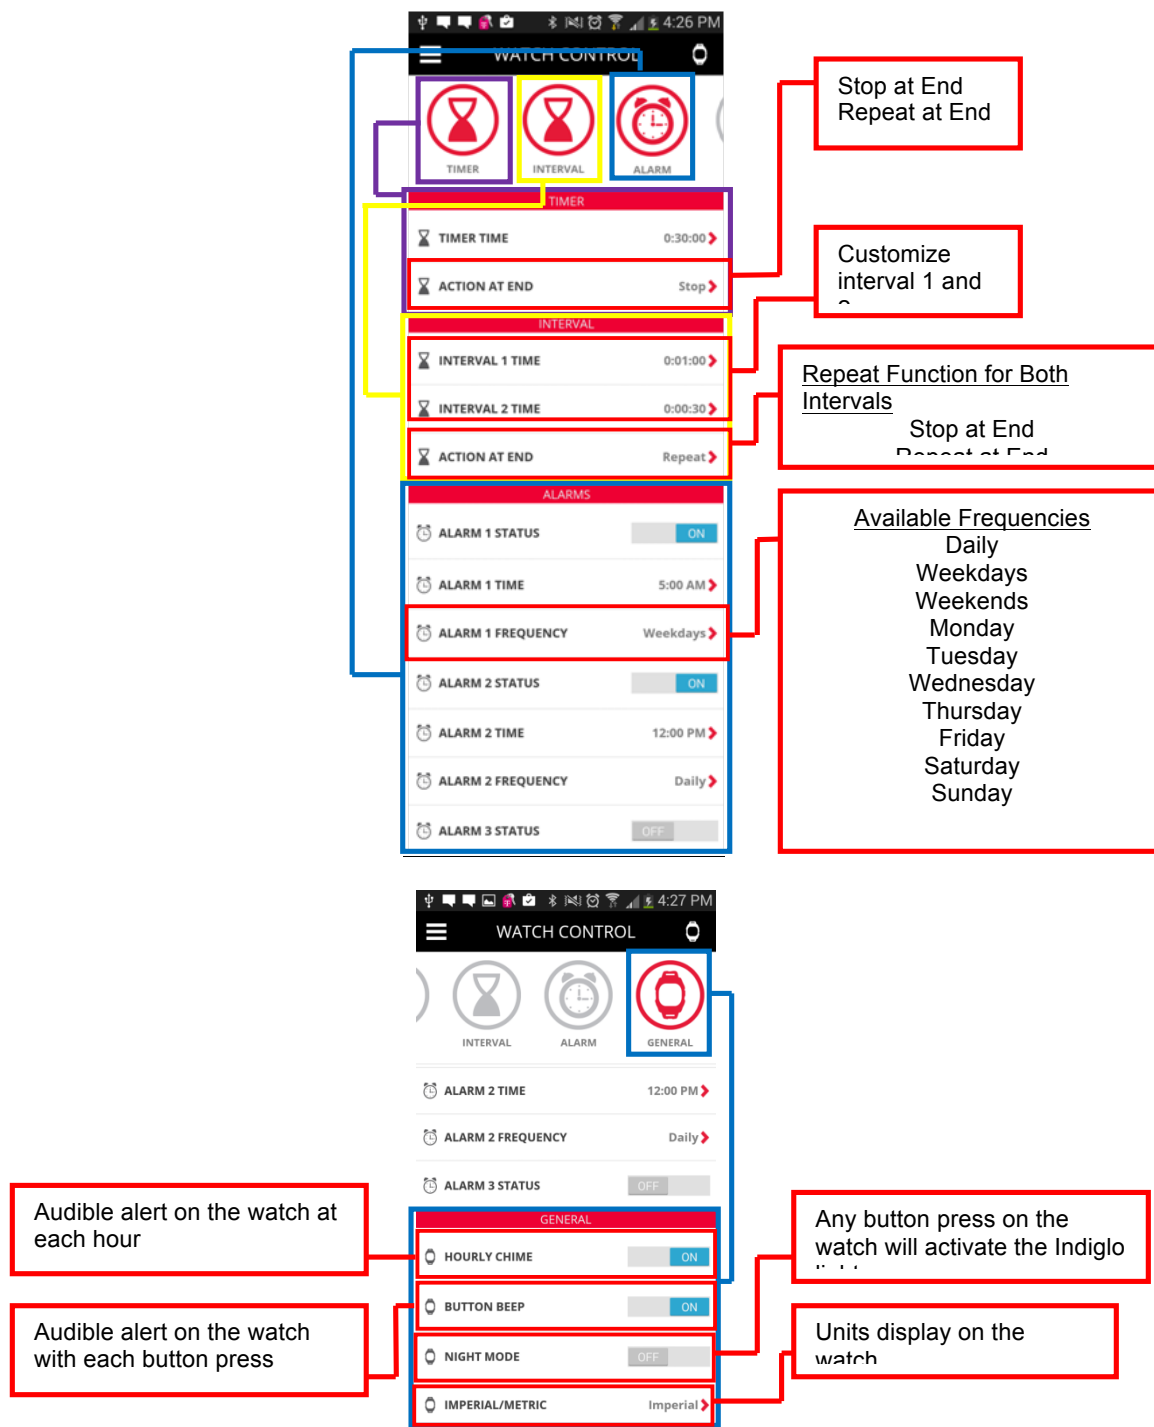 4:26 PM
WATCH CONTROL
TIMER
INTERVAL
ALARM
TIMER
TIMER TIME
0:30:00
ACTION AT END
Stop
INTERVAL
INTERVAL 1 TIME
0:01:00
INTERVAL 2 TIME
0:00:30
ACTION AT END
Repeat
ALARMS
ALARM 1 STATUS
ON
ALARM 1 TIME
5:00 AM
ALARM 1 FREQUENCY
Weekdays
ALARM 2 STATUS
ON
ALARM 2 TIME
12:00 PM
ALARM 2 FREQUENCY
Daily
ALARM 3 STATUS
OFF
Stop at End
Repeat at End
Customize
interval 1 and
Repeat Function for Both
Intervals
Stop at End
Repeat at End
Available Frequencies
Daily
Weekdays
Weekends
Monday
Tuesday
Wednesday
Thursday
Friday
Saturday
Sunday
4:27 PM
WATCH CONTROL
INTERVAL
ALARM
GENERAL
ALARM 2 TIME
12:00 PM
ALARM 2 FREQUENCY
Daily
ALARM 3 STATUS
OFF
GENERAL
HOURLY CHIME
ON
BUTTON BEEP
ON
NIGHT MODE
OFF
IMPERIAL/METRIC
Imperial
Audible alert on the watch at
each hour
Audible alert on the watch
with each button press
Any button press on the
watch will activate the Indiglo
Units display on the
watch